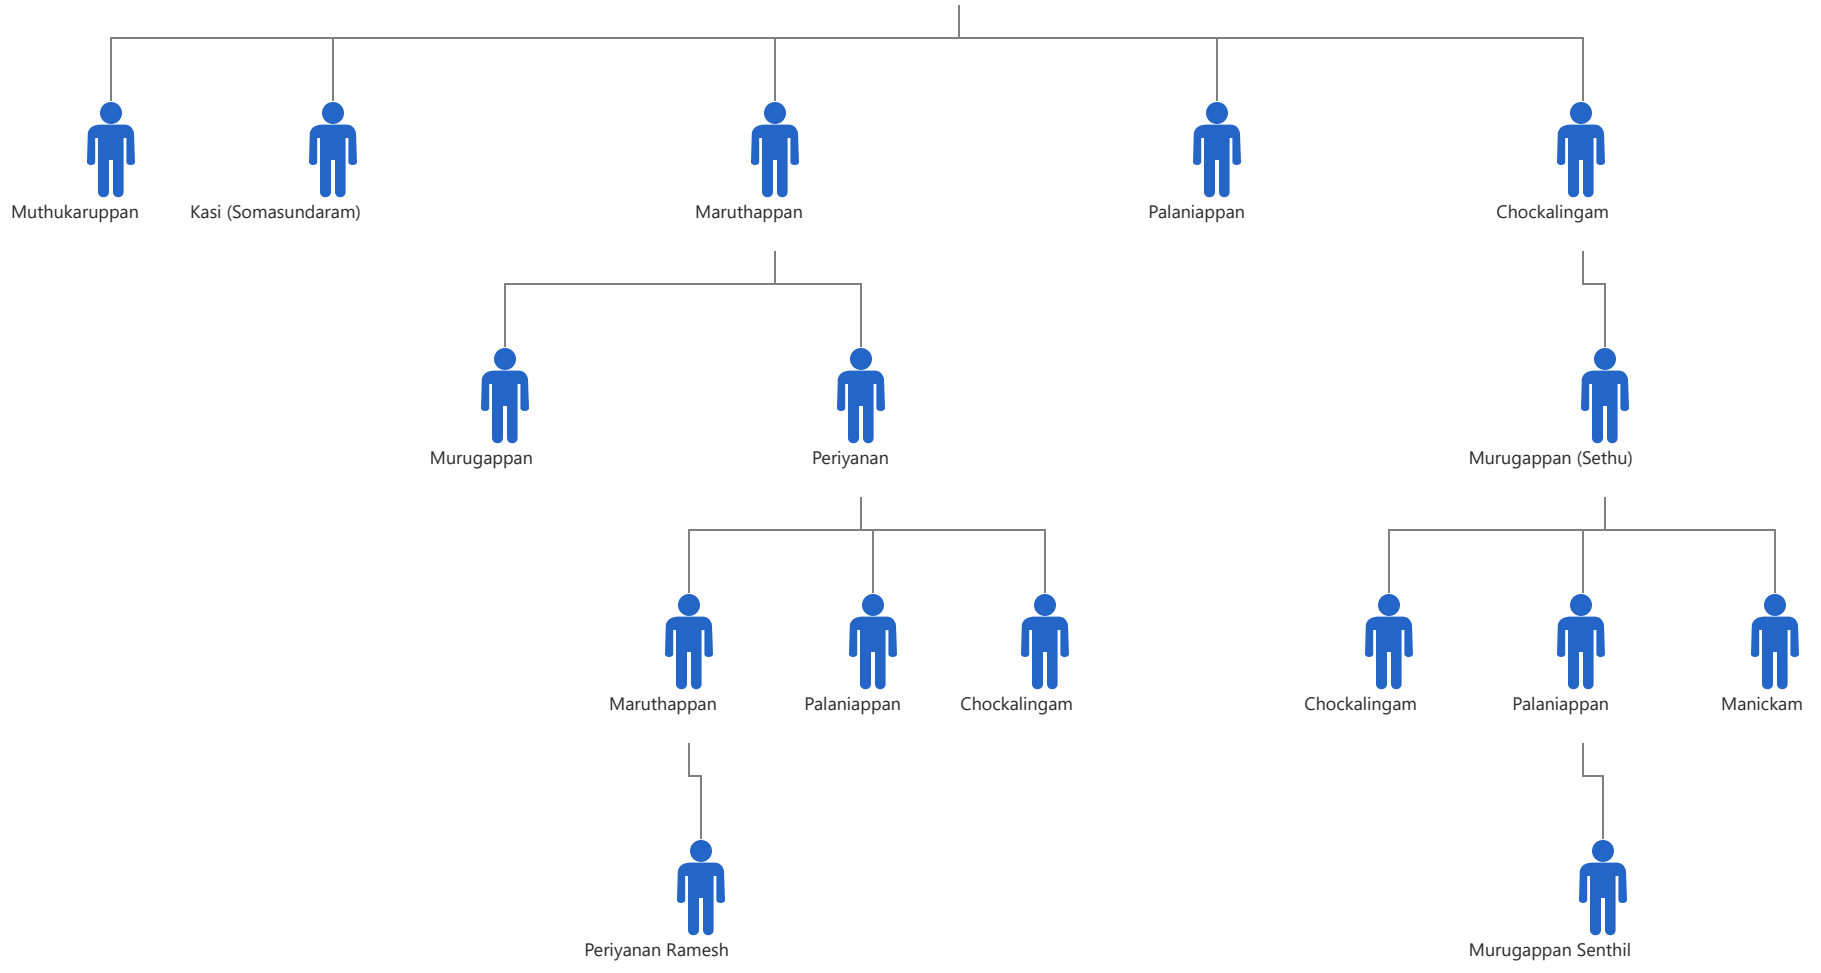 Muthukaruppan
Kasi (Somasundaram)
Maruthappan
Palaniappan
Chockalingam
Murugappan
Periyanan
Murugappan (Sethu)
Maruthappan
Palaniappan
Chockalingam
Chockalingam
Palaniappan
Manickam
Periyanan Ramesh
Murugappan Senthil